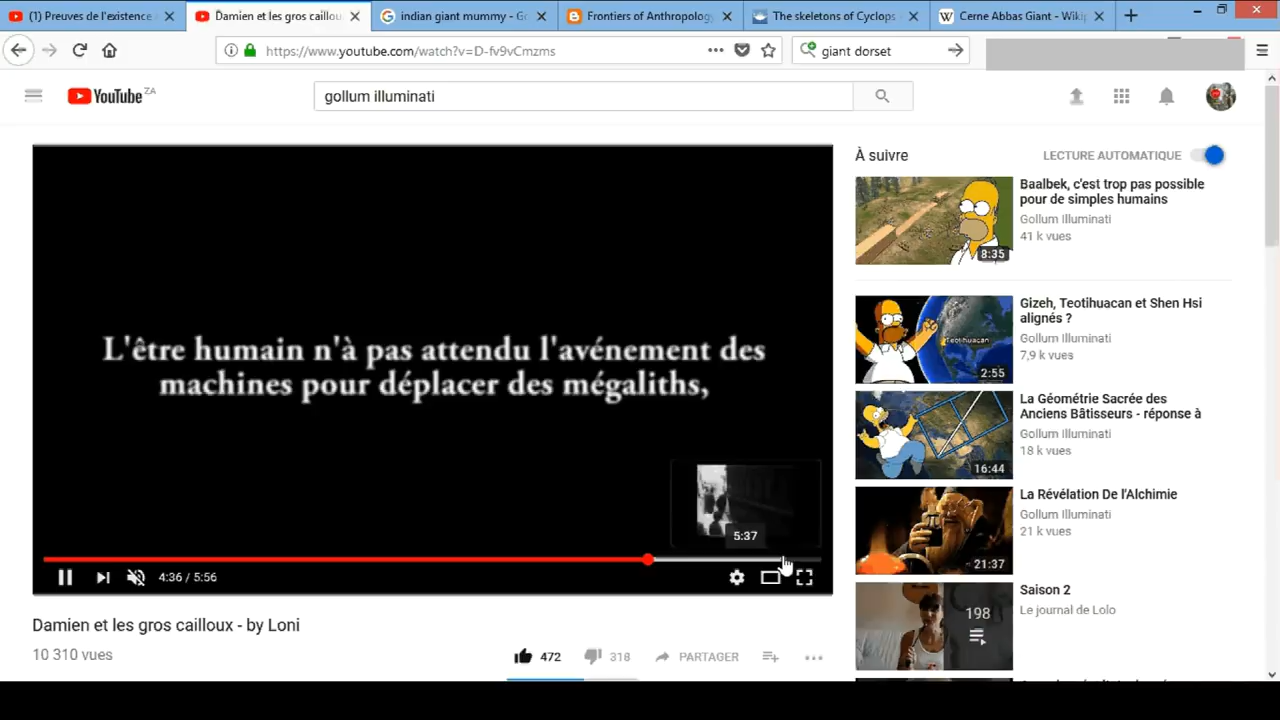 (1) Preuves de l'existence
Damien et les gros caillou
indian giant mummy - Go
Frontiers of Anthropology
The skeletons of Cyclops
Cerne Abbas Giant - Wiki
https://www.youtube.com/watch?v=D-fv9vCmzms
giant dorset
YouTube ZA
gollum illuminati
L'être humain n'à pas attendu l'avénement des
machines pour déplacer des mégaliths,
5:37
4:36 / 5:56
Damien et les gros cailloux - by Loni
10 310 vues
472
318
PARTAGER
À suivre
LECTURE AUTOMATIQUE
Baalbek, c'est trop pas possible
pour de simples humains
Gollum Illuminati
41 k vues
8:35
Gizeh, Teotihuacan et Shen Hsi
alignés ?
Gollum Illuminati
7,9 k vues
Teotihuacan
2:55
La Géométrie Sacrée des
Anciens Bâtisseurs - réponse à
Gollum Illuminati
18 k vues
16:44
La Révélation De l'Alchimie
Gollum Illuminati
21 k vues
21:37
Saison 2
Le journal de Lolo
198